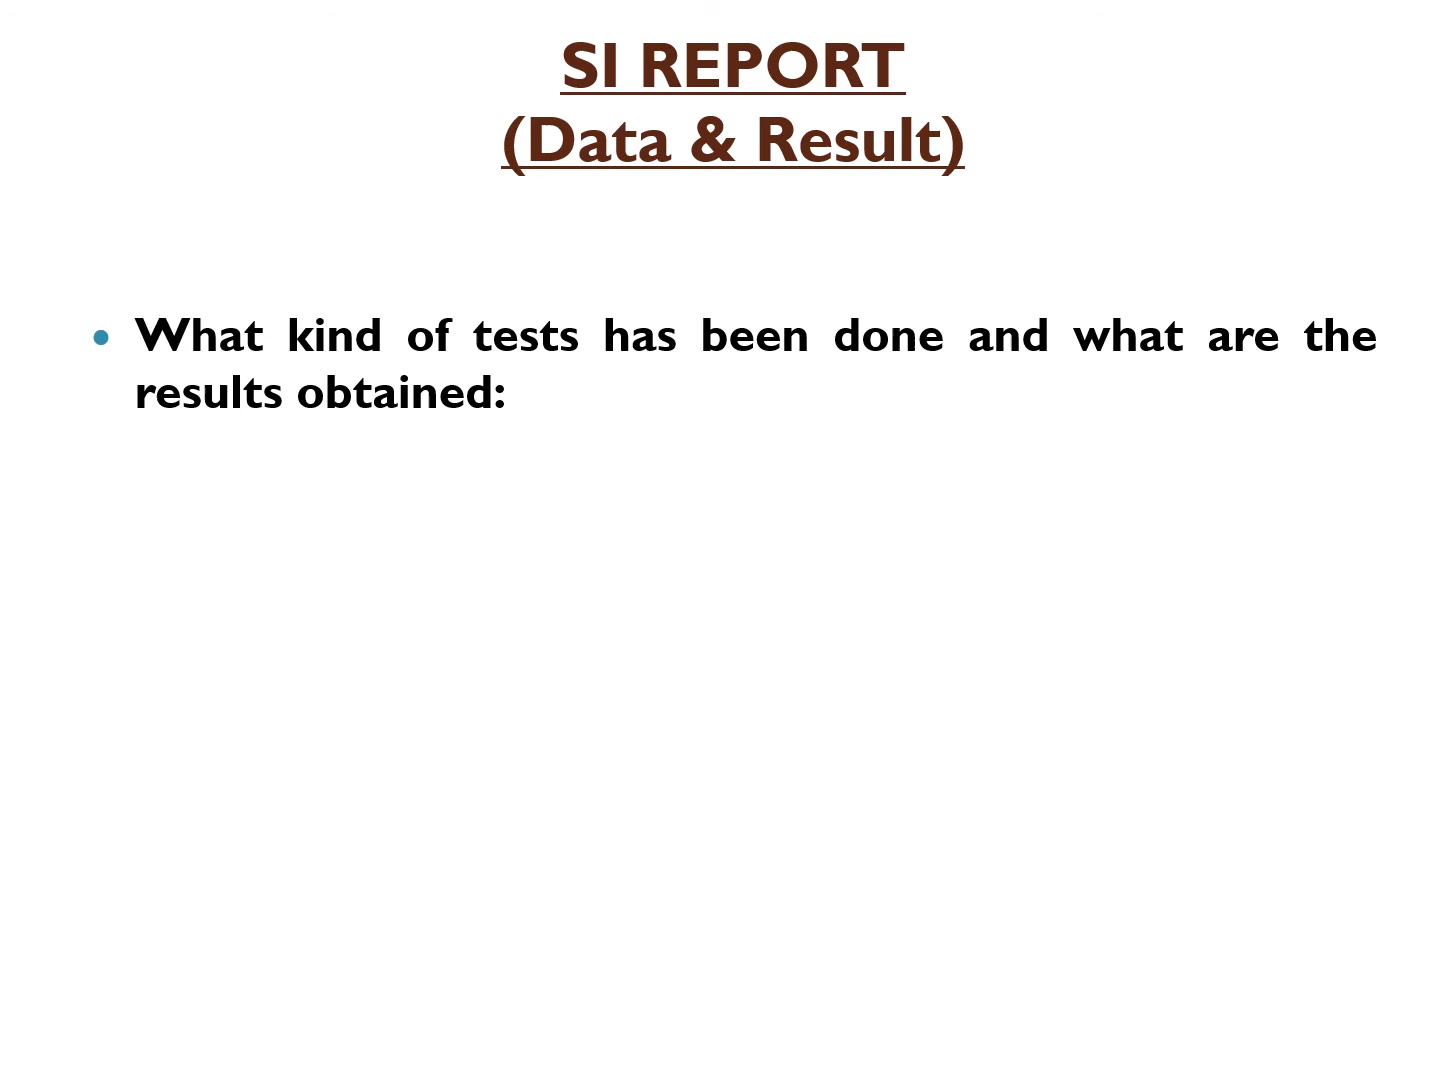 SI REPORT
(Data & Result)
• What kind of tests has been done and what are the
results obtained: